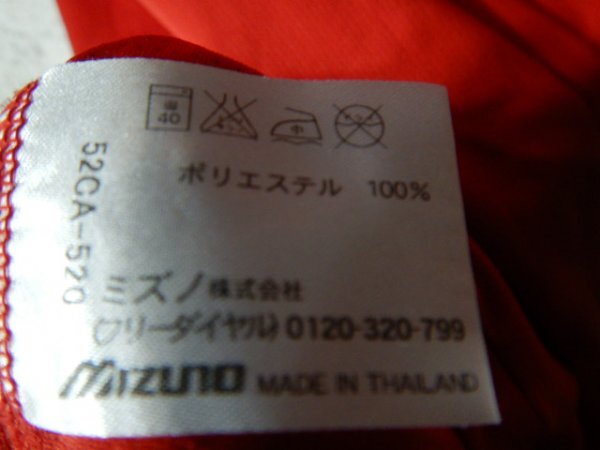 40
中
ポリエステル 100%
52CA-520
ミズノ株式会社
(フリーダイヤル) 0120-320-799
MIZUNO MADE IN THAILAND